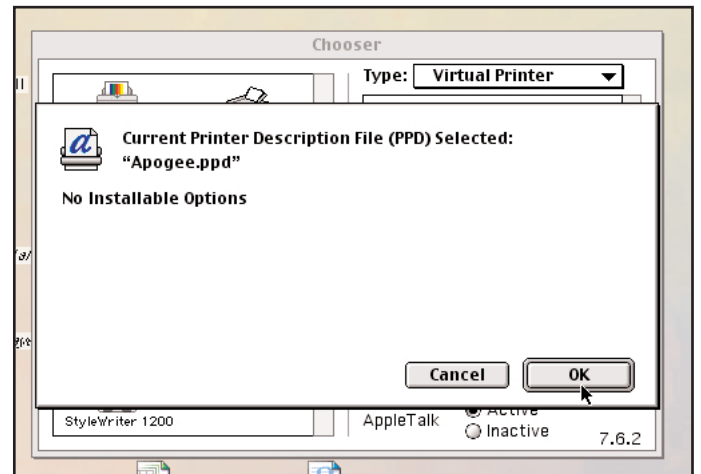 Chooser
Type: Virtual Printer
Current Printer Description File (PPD) Selected:
“Apogee.ppd”
No Installable Options
Cancel OK
StyleWriter 1200
AppleTalk
Active
Inactive
7.6.2